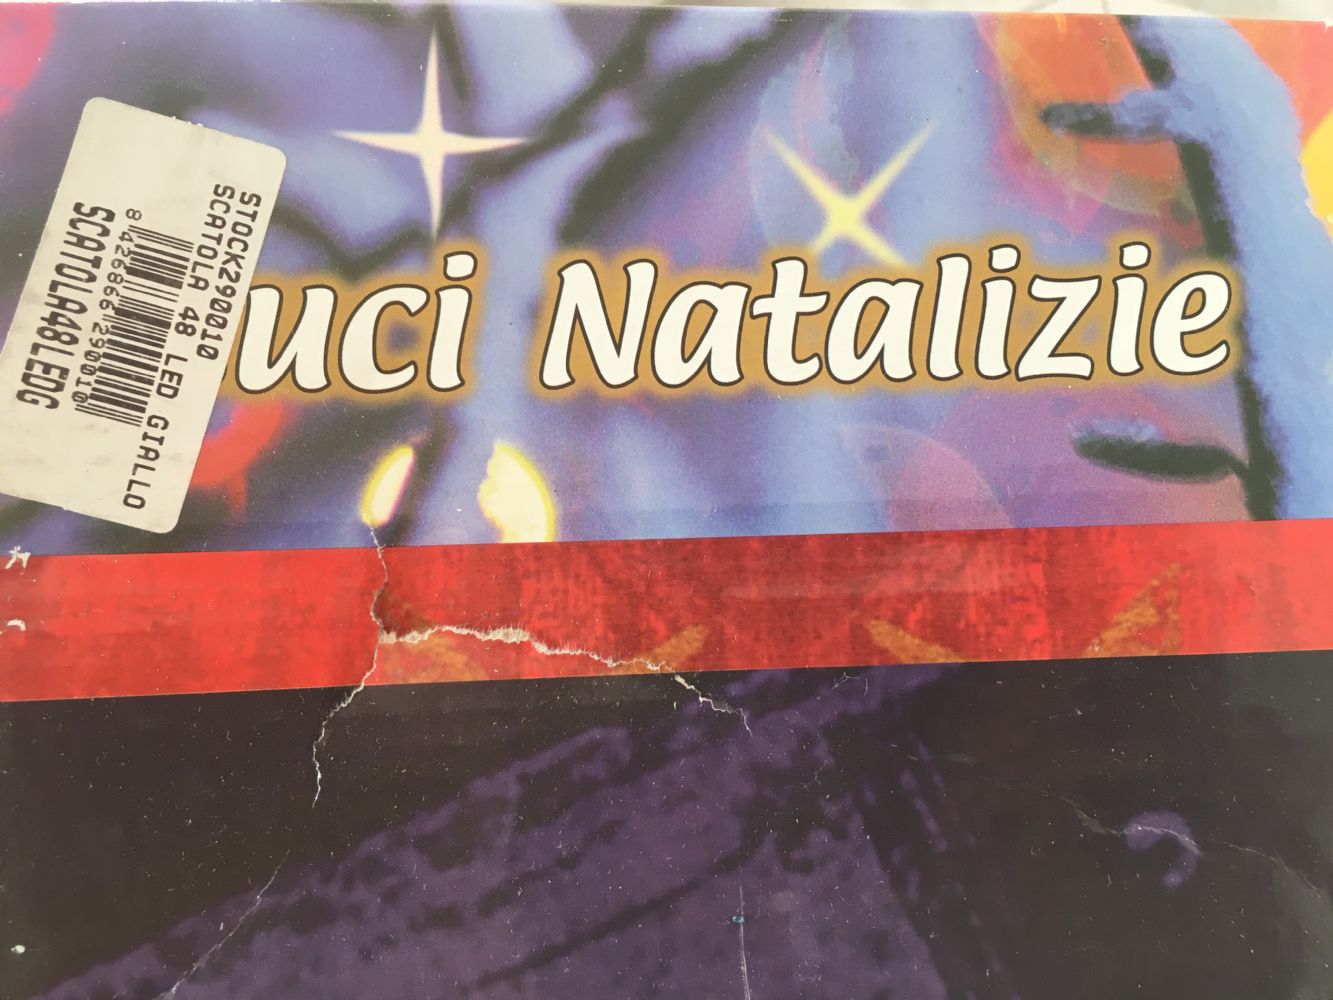 STOCK290010
SCATOLA 48 LED GIALLO
8 426866 290010
SCATOLA48LEDG
uci Natalizie